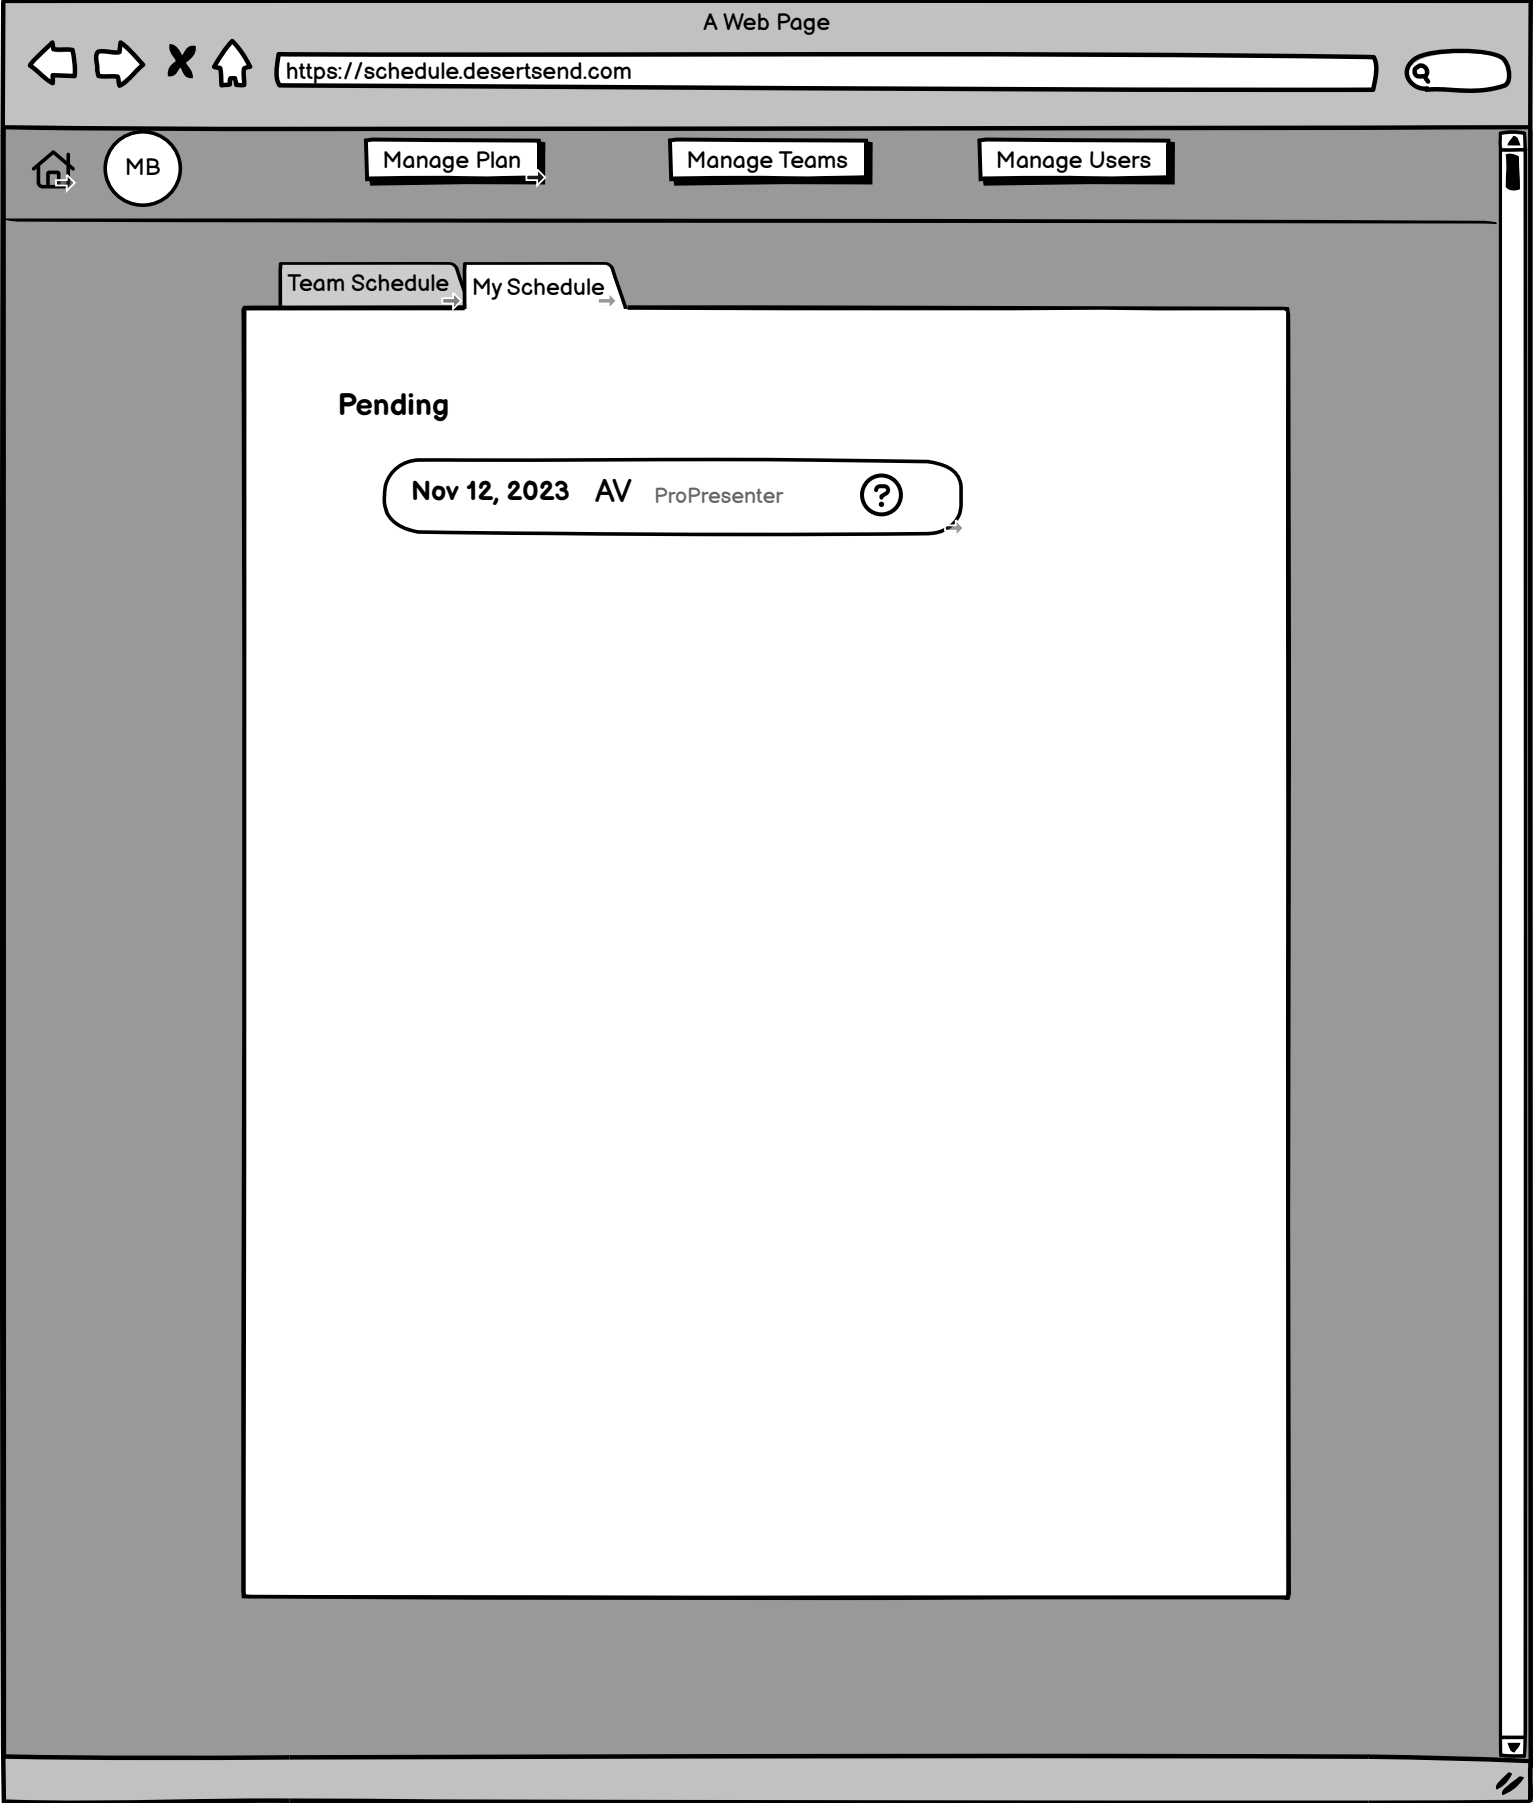 A Web Page
https://schedule.desertsend.com
MB
Manage Plan
Manage Teams
Manage Users
Team Schedule
My Schedule
Pending
Nov 12, 2023 AV ProPresenter ?